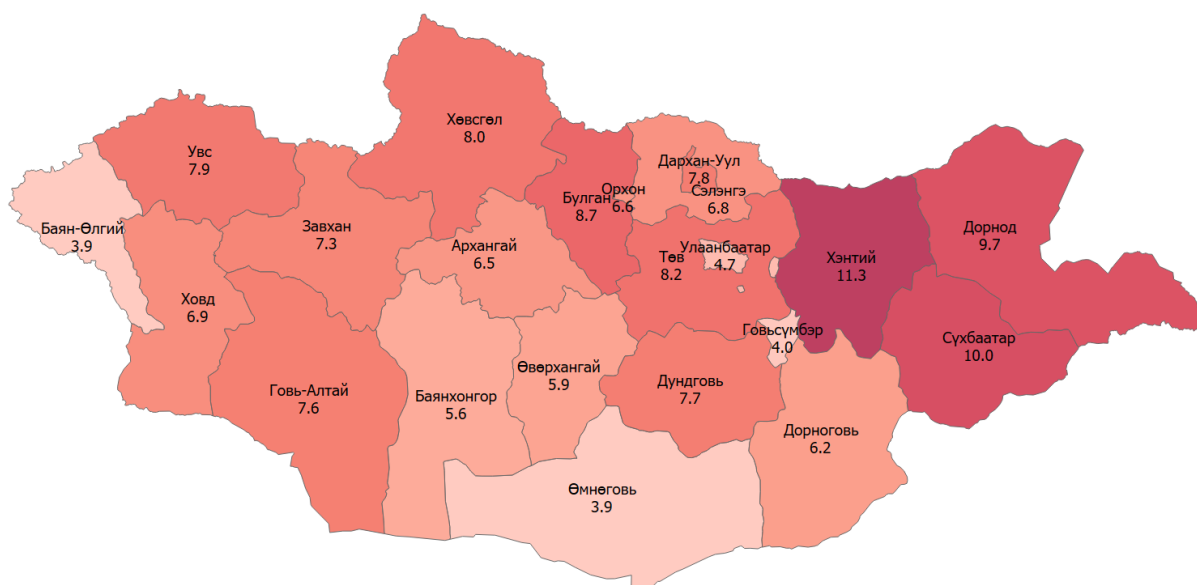 Хөвсгөл
8.0
Увс
7.9
Дархан-Уул
7.8
Сэлэнгэ
6.8
Орхон
6.6
Булган
8.7
Баян-Өлгий
3.9
Завхан
7.3
Архангай
6.5
Төв
8.2
Улаанбаатар
4.7
Хэнтий
11.3
Дорнод
9.7
Ховд
6.9
Говьсүмбэр
4.0
Сүхбаатар
10.0
Говь-Алтай
7.6
Баянхонгор
5.6
Өвөрхангай
5.9
Дундговь
7.7
Дорноговь
6.2
Өмнөговь
3.9